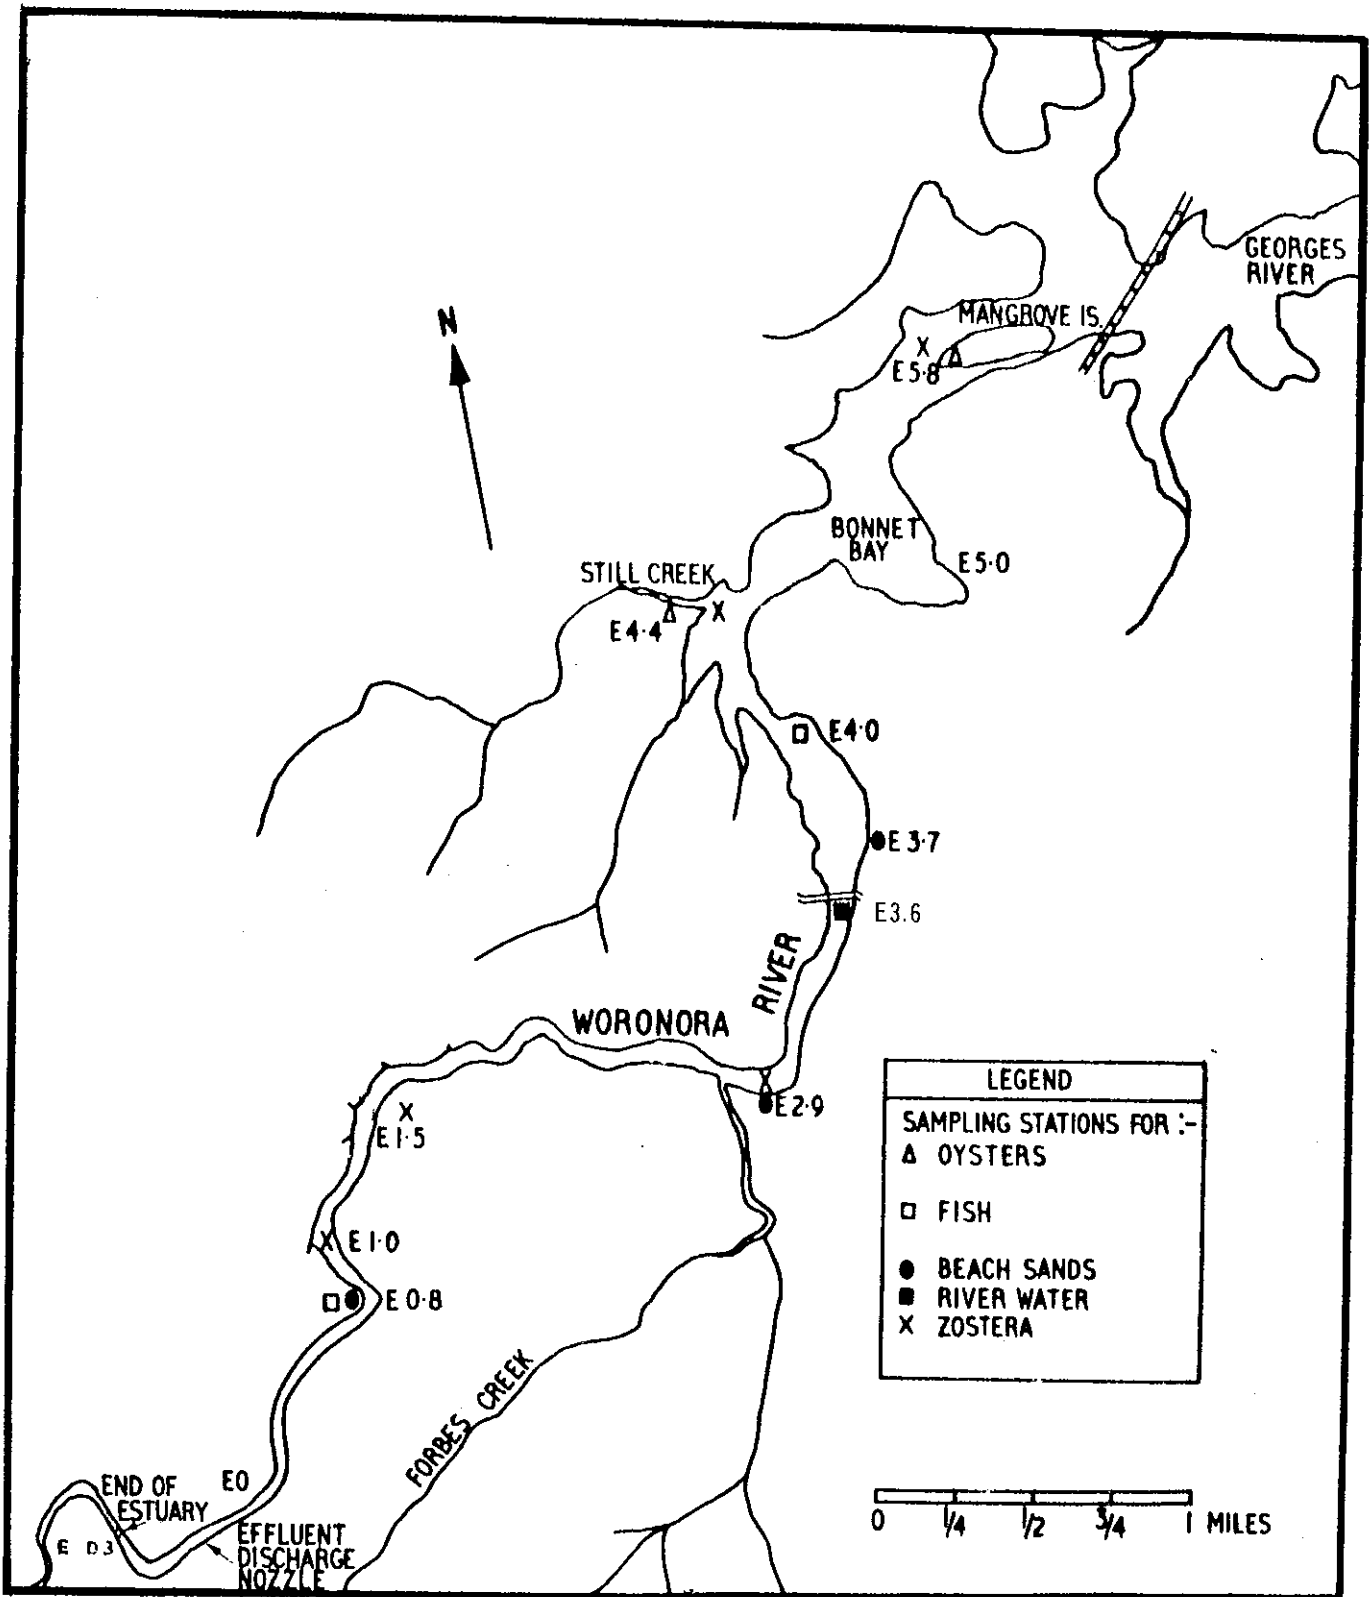 GEORGES
RIVER
N
MANGROVE IS.
X
E5·8
BONNET
BAY
E5·0
STILL CREEK
X
E4·4
E4·0
E3·7
E3.6
RIVER
WORONORA
E2·9
X
E1·5
X E1·0
E0·8
LEGEND
SAMPLING STATIONS FOR :-
OYSTERS
FISH
BEACH SANDS
RIVER WATER
X ZOSTERA
FORBES CREEK
END OF
ESTUARY
E0
E D3
EFFLUENT
DISCHARGE
NOZZLE
0 1/4 1/2 3/4 1 MILES